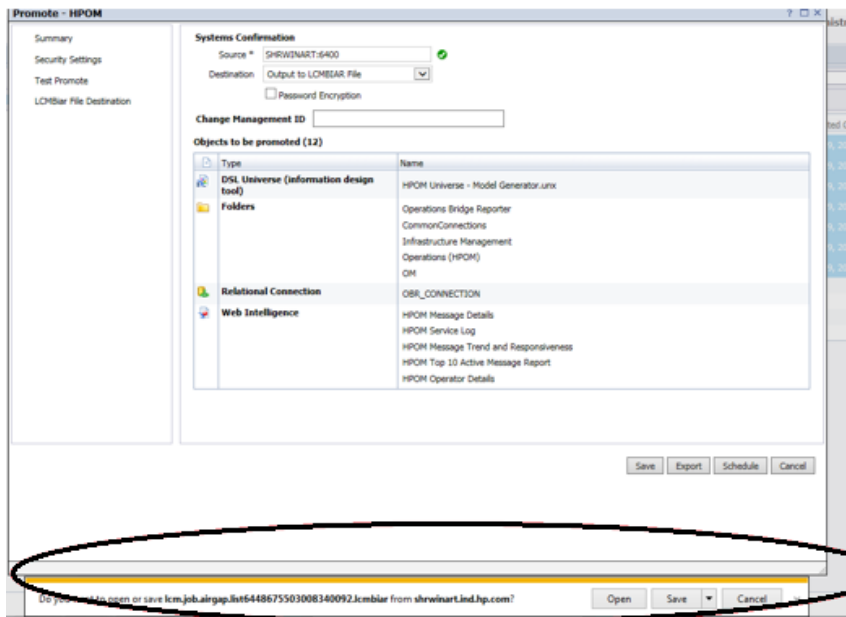 Promote - HPOM
Summary
Security Settings
Test Promote
LCMBiar File Destination
Systems Confirmation
Source * SHRWINART:6400
Destination Output to LCMBIAR File
Password Encryption
Change Management ID
Objects to be promoted (12)
Type Name
DSL Universe (information design tool) HPOM Universe - Model Generator.unx
Folders Operations Bridge Reporter
CommonConnections
Infrastructure Management
Operations (HPOM)
OM
Relational Connection OBR_CONNECTION
Web Intelligence HPOM Message Details
HPOM Service Log
HPOM Message Trend and Responsiveness
HPOM Top 10 Active Message Report
HPOM Operator Details
Save Export Schedule Cancel
Do you want to open or save lcm.job.airgap.list6448675503008340092.lcmbiar from shrwinart.ind.hp.com?
Open Save Cancel